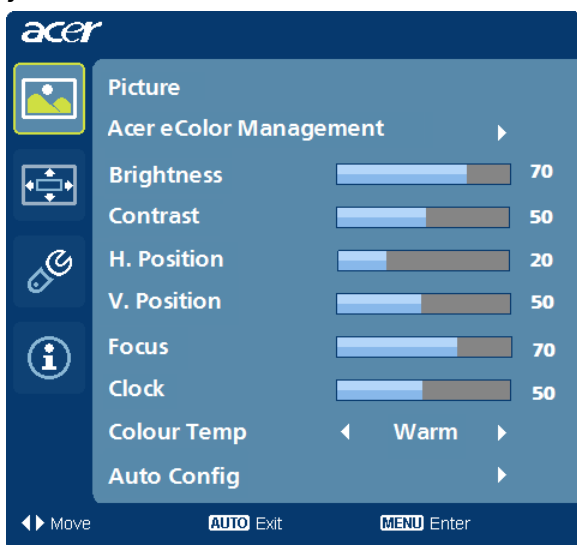 acer
Picture
Acer eColor Management
Brightness 70
Contrast 50
H. Position 20
V. Position 50
Focus 70
Clock 50
Colour Temp Warm
Auto Config
Move AUTO Exit MENU Enter